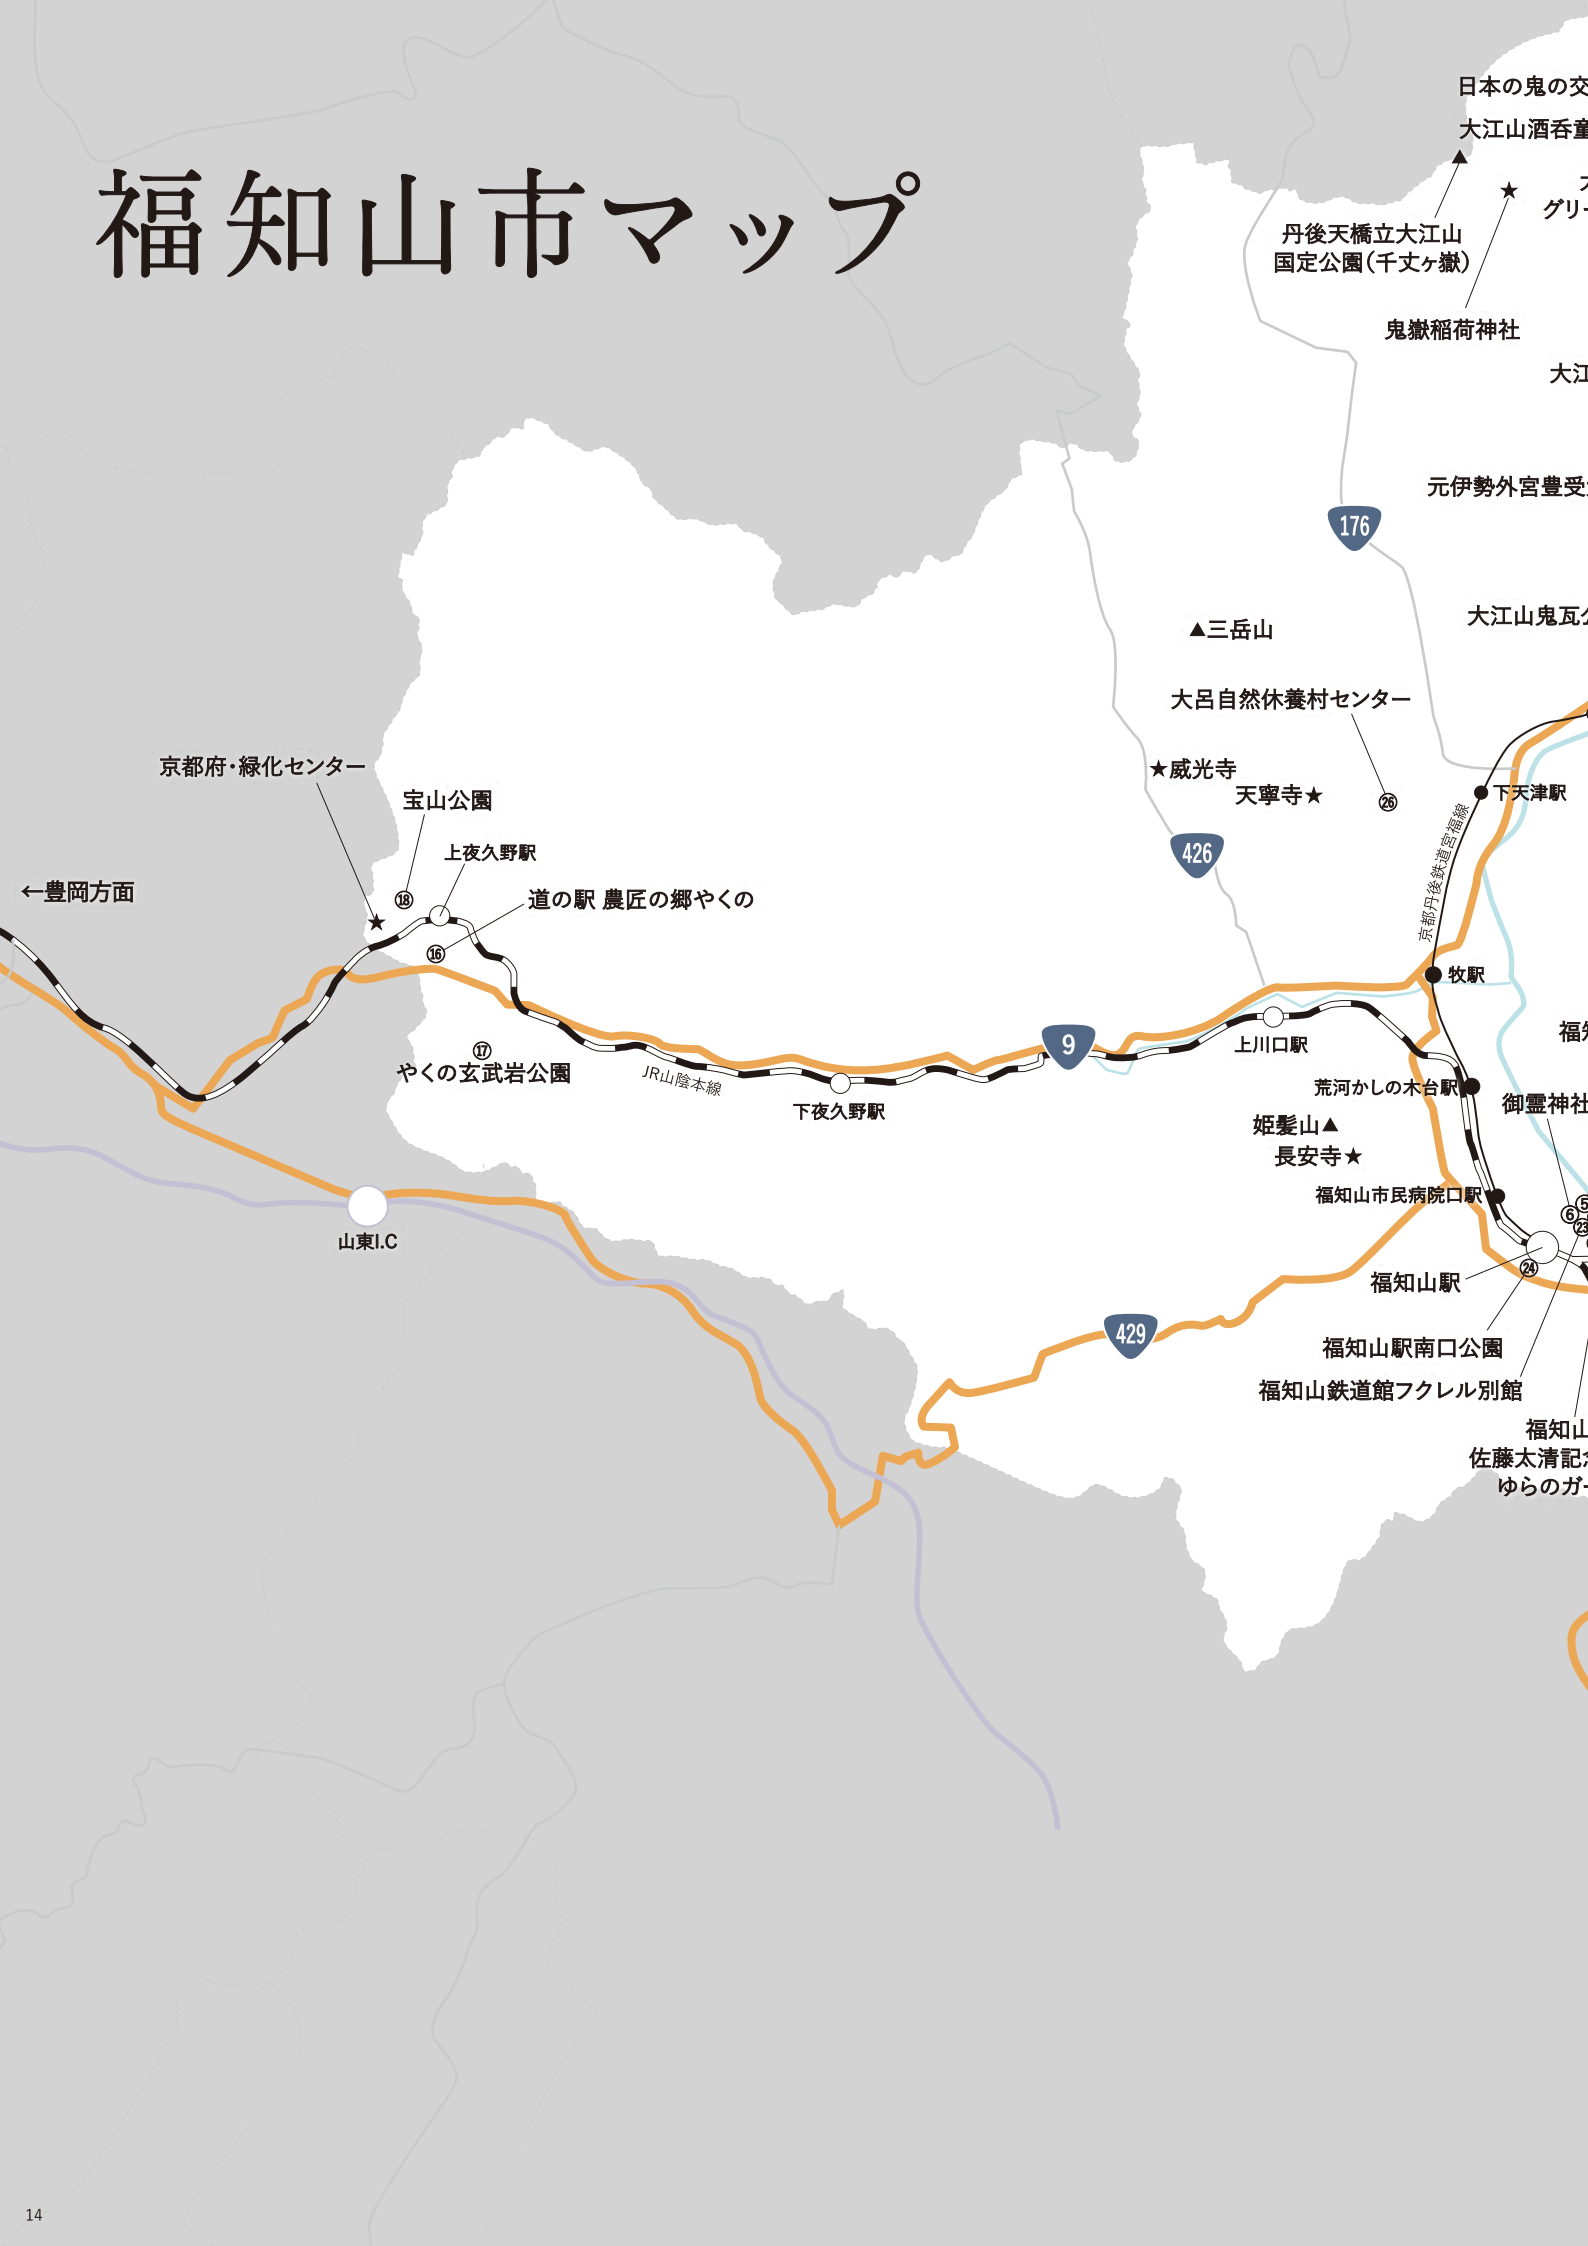 福知山市マップ
日本の鬼の交
大江山酒呑童
グリー
丹後天橋立大江山
国定公園(千丈ヶ嶽)
鬼嶽稲荷神社
大江
元伊勢外宮豊受
176
大江山鬼瓦公
▲三岳山
大呂自然休養村センター
★威光寺
天寧寺★
㉖
下天津駅
京都丹後鉄道宮福線
426
京都府・緑化センター
宝山公園
上夜久野駅
←豊岡方面
⑱
道の駅 農匠の郷やくの
⑯
牧駅
福知
9
上川口駅
⑰
やくの玄武岩公園
JR山陰本線
下夜久野駅
荒河かしの木台駅
御霊神社
姫髪山▲
長安寺★
福知山市民病院口駅
5
⑥
㉓
山東I.C
㉔
福知山駅
429
福知山駅南口公園
福知山鉄道館フクレル別館
福知山
佐藤太清記念
ゆらのガー
14